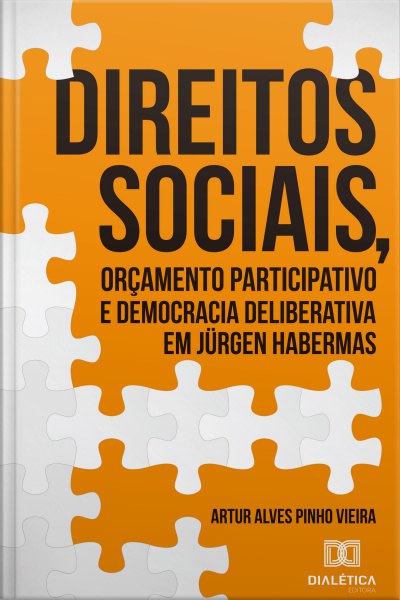 DIREITOS
SOCIAIS,
ORÇAMENTO PARTICIPATIVO
E DEMOCRACIA DELIBERATIVA
EM JÜRGEN HABERMAS
ARTUR ALVES PINHO VIEIRA
DIALÉTICA
EDITORA